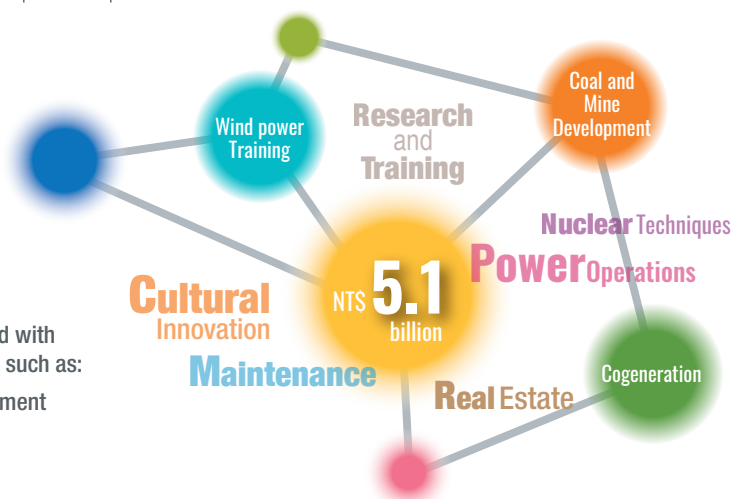 Coal and
Mine
Development
Wind power
Training
Research
and
Training
Nuclear Techniques
Power Operations
NT$ 5.1
billion
Cultural
Innovation
d with
such as:
Maintenance
ment
Real Estate
Cogeneration